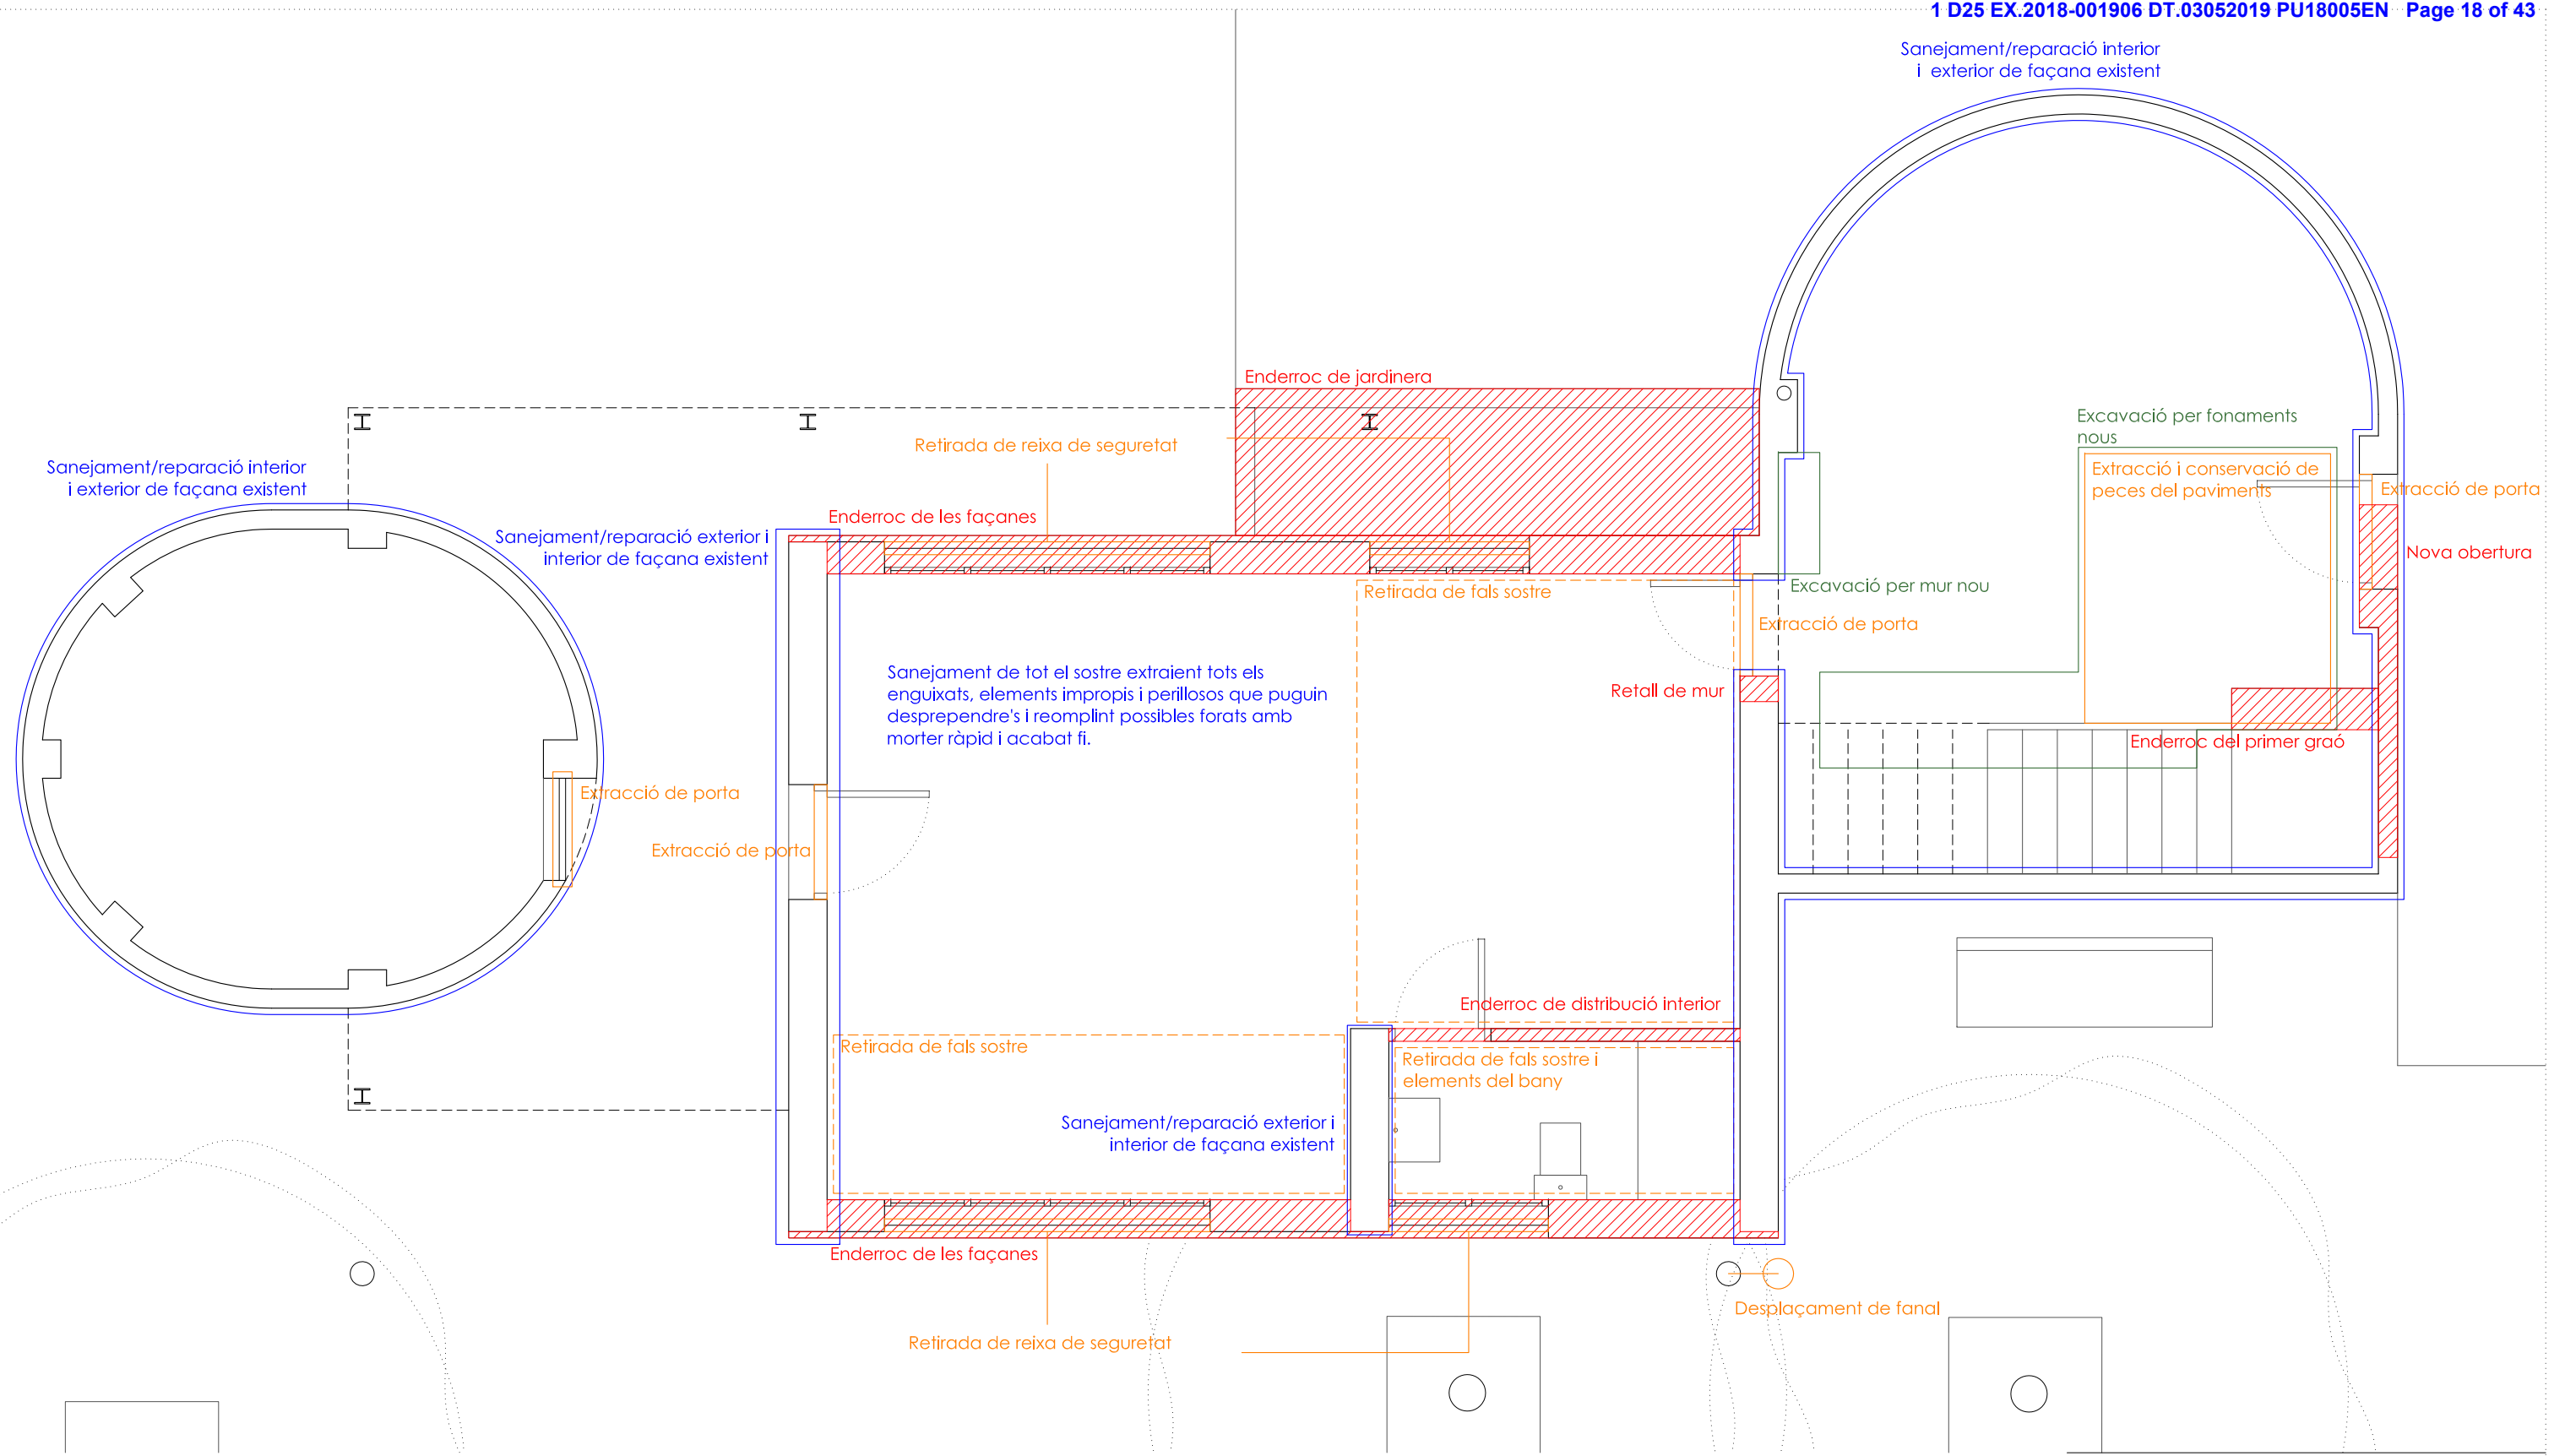 1 D25 EX.2018-001906 DT.03052019 PU18005EN Page 18 of 43
Sanejament/reparació interior
i exterior de façana existent
Enderroc de jardinera
Excavació per fonaments
nous
Retirada de reixa de seguretat
Sanejament/reparació interior
i exterior de façana existent
Extracció i conservació de
peces del paviments
Extracció de porta
Enderroc de les façanes
Sanejament/reparació exterior i
interior de façana existent
Nova obertura
Retirada de fals sostre
Excavació per mur nou
Extracció de porta
Sanejament de tot el sostre extraient tots els
enguixats, elements impropis i perillosos que puguin
desprependre's i reomplint possibles forats amb
morter ràpid i acabat fi.
Retall de mur
Enderroc del primer graó
Extracció de porta
Extracció de porta
Enderroc de distribució interior
Retirada de fals sostre
Retirada de fals sostre i
elements del bany
Sanejament/reparació exterior i
interior de façana existent
Enderroc de les façanes
Desplaçament de fanal
Retirada de reixa de seguretat